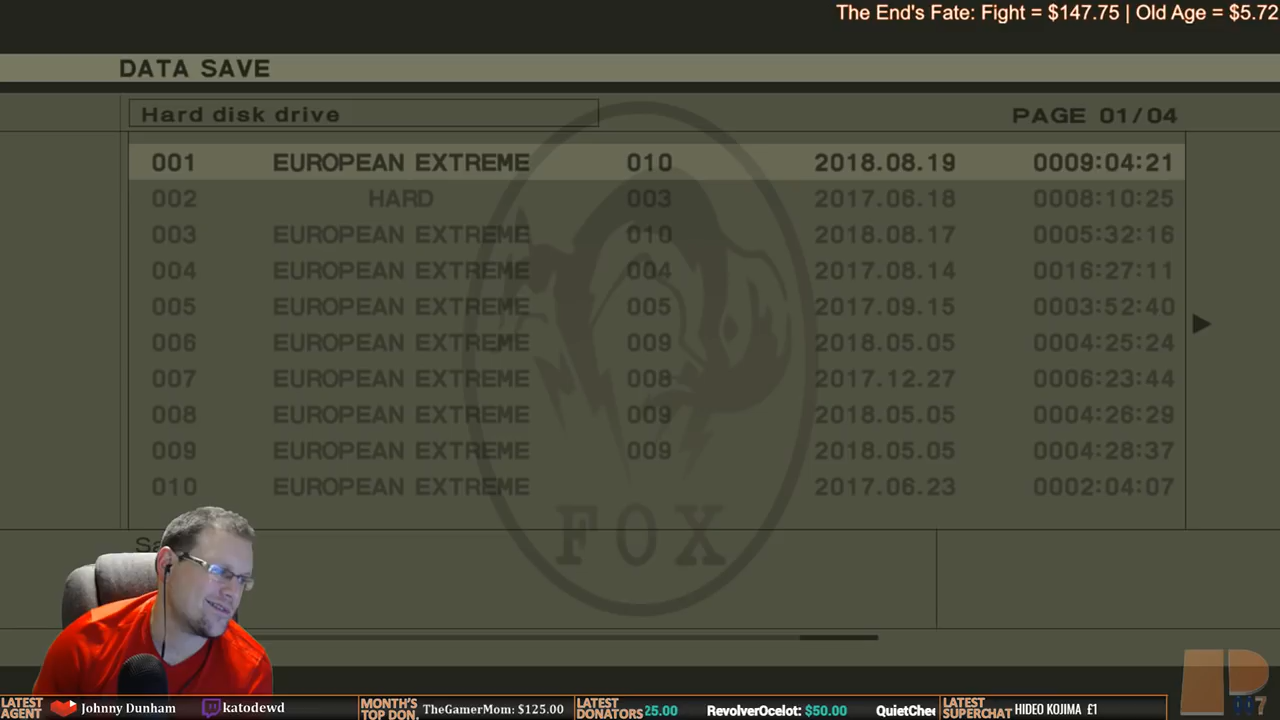 The End's Fate: Fight = $147.75 | Old Age = $5.72
DATA SAVE
Hard disk drive PAGE 01/04
001 EUROPEAN EXTREME 010 2018.08.19 0009:04:21
002 HARD 003 2017.06.18 0008:10:25
003 EUROPEAN EXTREME 010 2018.08.17 0005:32:16
004 EUROPEAN EXTREME 004 2017.08.14 0016:27:11
005 EUROPEAN EXTREME 005 2017.09.15 0003:52:40
006 EUROPEAN EXTREME 009 2018.05.05 0004:25:24
007 EUROPEAN EXTREME 008 2017.12.27 0006:23:44
008 EUROPEAN EXTREME 009 2018.05.05 0004:26:29
009 EUROPEAN EXTREME 009 2018.05.05 0004:28:37
010 EUROPEAN EXTREME 2017.06.23 0002:04:07
FOX
LATEST AGENT Johnny Dunham katodewd MONTH'S TOP DON. TheGamerMom: $125.00 LATEST DONATORS 25.00 RevolverOcelot: $50.00 QuietChe LATEST SUPERCHAT HIDEO KOJIMA £1